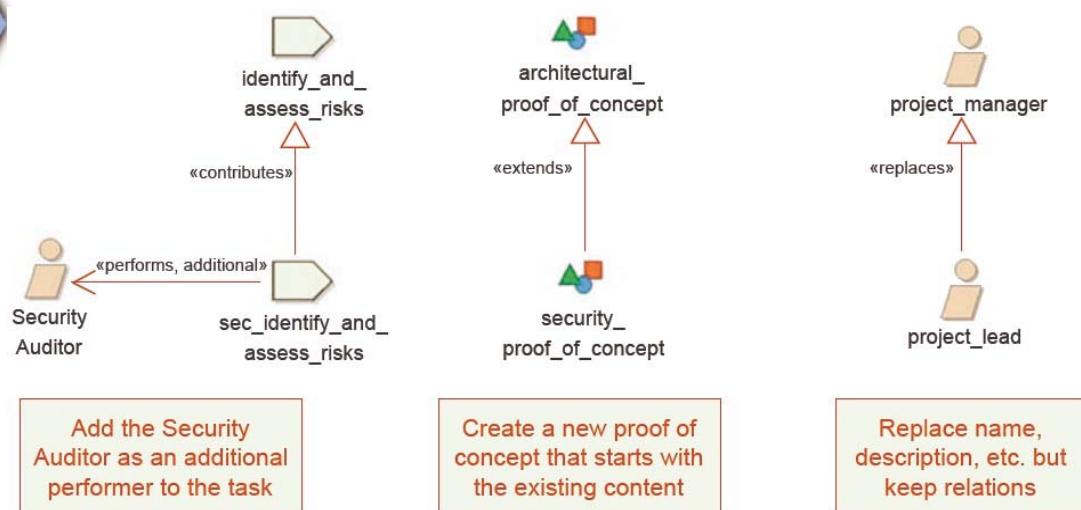 identify_and_
assess_risks
«contributes»
«performs, additional»
Security
Auditor
sec_identify_and_
assess_risks
Add the Security
Auditor as an additional
performer to the task
architectural_
proof_of_concept
«extends»
security_
proof_of_concept
Create a new proof of
concept that starts with
the existing content
project_manager
«replaces»
project_lead
Replace name,
description, etc. but
keep relations